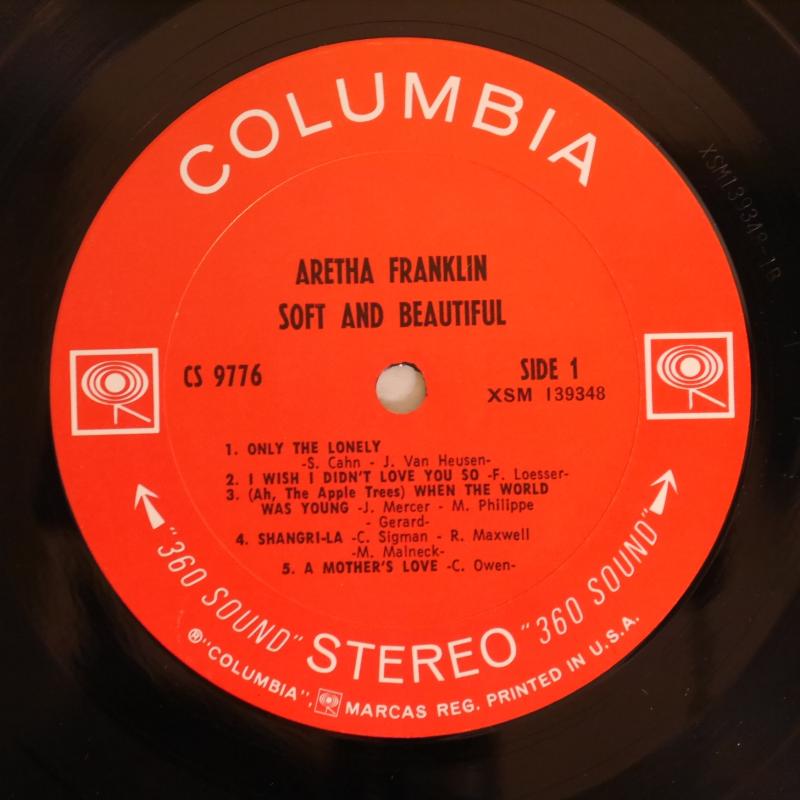 COLUMBIA
ARETHA FRANKLIN
SOFT AND BEAUTIFUL
CS 9776
SIDE 1
XSM 139348
1. ONLY THE LONELY
-S. Cahn - J. Van Heusen-
2. I WISH I DIDN'T LOVE YOU SO -F. Loesser-
3. (Ah, The Apple Trees) WHEN THE WORLD
WAS YOUNG -J. Mercer - M. Philippe
- Gerard-
4. SHANGRI-LA -C. Sigman - R. Maxwell
-M. Malneck-
5. A MOTHER'S LOVE -C. Owen-
"360 SOUND" STEREO "360 SOUND"
®"COLUMBIA", MARCAS REG. PRINTED IN U.S.A.
XSM139348-1B